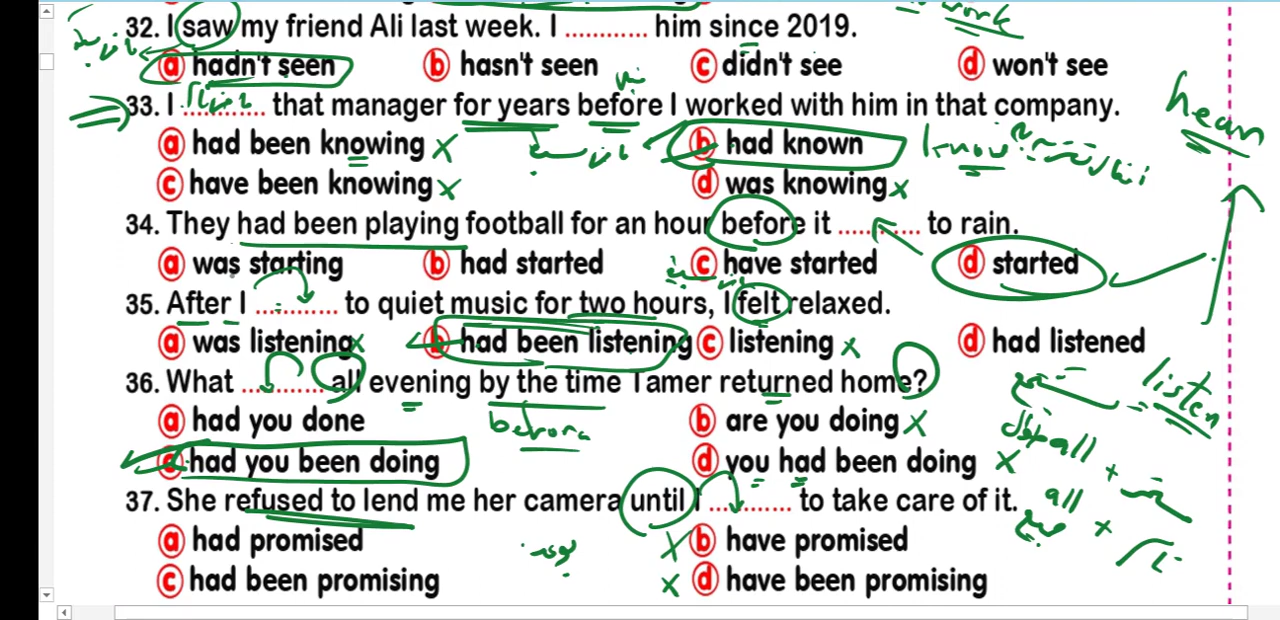 32. I saw my friend Ali last week. I ............. him since 2019.
a hadn't seen b hasn't seen c didn't see d won't see
33. I ............. that manager for years before I worked with him in that company.
a had been knowing x b had known know
c have been knowing x d was knowing x
hear
34. They had been playing football for an hour before it ............. to rain.
a was starting b had started c have started d started
35. After I ............. to quiet music for two hours, I felt relaxed.
a was listening x b had been listening c listening x d had listened
36. What ............. all evening by the time Tamer returned home?
listen
a had you done before b are you doing x
all +
c had you been doing d you had been doing x
37. She refused to lend me her camera until I ............. to take care of it.
all +
a had promised x b have promised
c had been promising x d have been promising